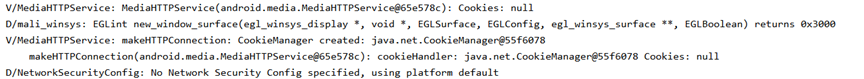 V/MediaHTTPService: MediaHTTPService(android.media.MediaHTTPService@65e578c): Cookies: null
D/mali_winsys: EGLint new_window_surface(egl_winsys_display *, void *, EGLSurface, EGLConfig, egl_winsys_surface **, EGLBoolean) returns 0x3000
V/MediaHTTPService: makeHTTPConnection: CookieManager created: java.net.CookieManager@55f6078
    makeHTTPConnection(android.media.MediaHTTPService@65e578c): cookieHandler: java.net.CookieManager@55f6078 Cookies: null
D/NetworkSecurityConfig: No Network Security Config specified, using platform default